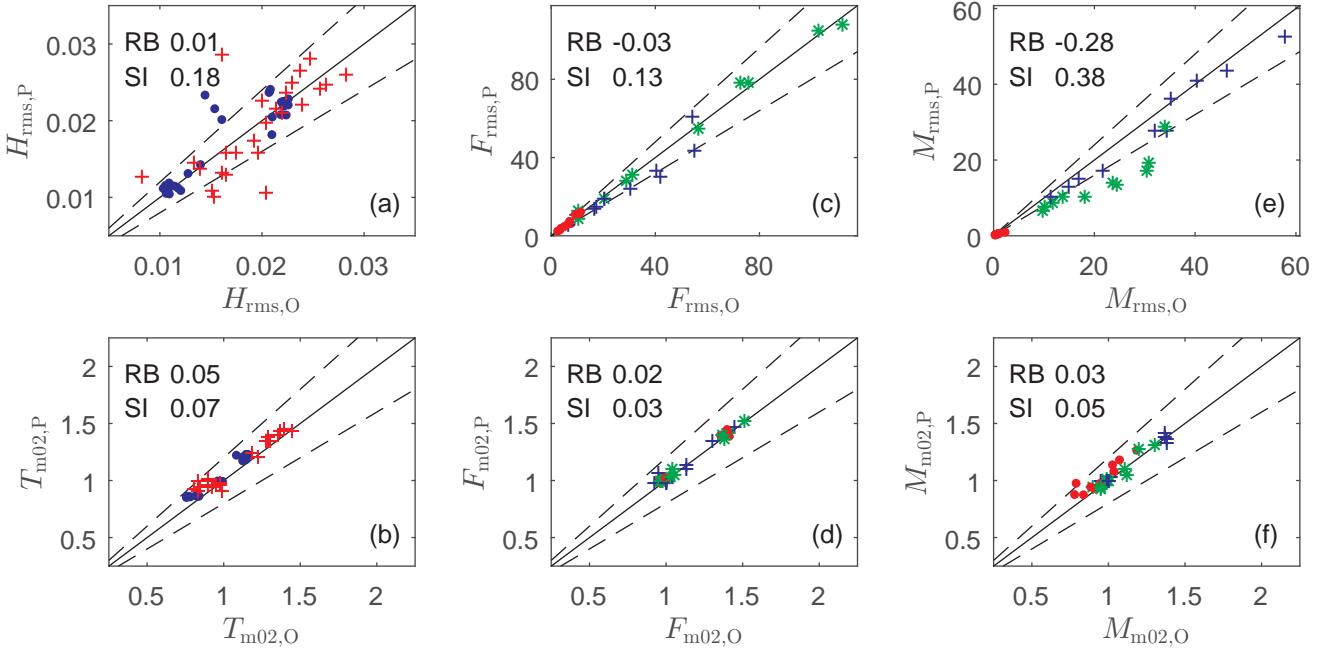 0.03
0.02
0.01
H_rms,P
RB 0.01
SI 0.18
(a)
0.01 0.02 0.03
H_rms,O
80
40
0
F_rms,P
RB -0.03
SI 0.13
(c)
0 40 80
F_rms,O
60
40
20
0
M_rms,P
RB -0.28
SI 0.38
(e)
0 20 40 60
M_rms,O
2
1.5
1
0.5
T_m02,P
RB 0.05
SI 0.07
(b)
0.5 1 1.5 2
T_m02,O
2
1.5
1
0.5
F_m02,P
RB 0.02
SI 0.03
(d)
0.5 1 1.5 2
F_m02,O
2
1.5
1
0.5
M_m02,P
RB 0.03
SI 0.05
(f)
0.5 1 1.5 2
M_m02,O